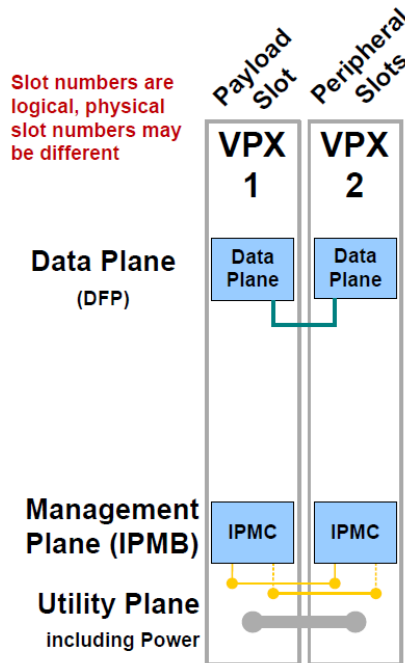 Slot numbers are
logical, physical
slot numbers may
be different
Payload
Slot
Peripheral
Slots
VPX
1
VPX
2
Data Plane
(DFP)
Data
Plane
Data
Plane
Management
Plane (IPMB)
IPMC
IPMC
Utility Plane
including Power